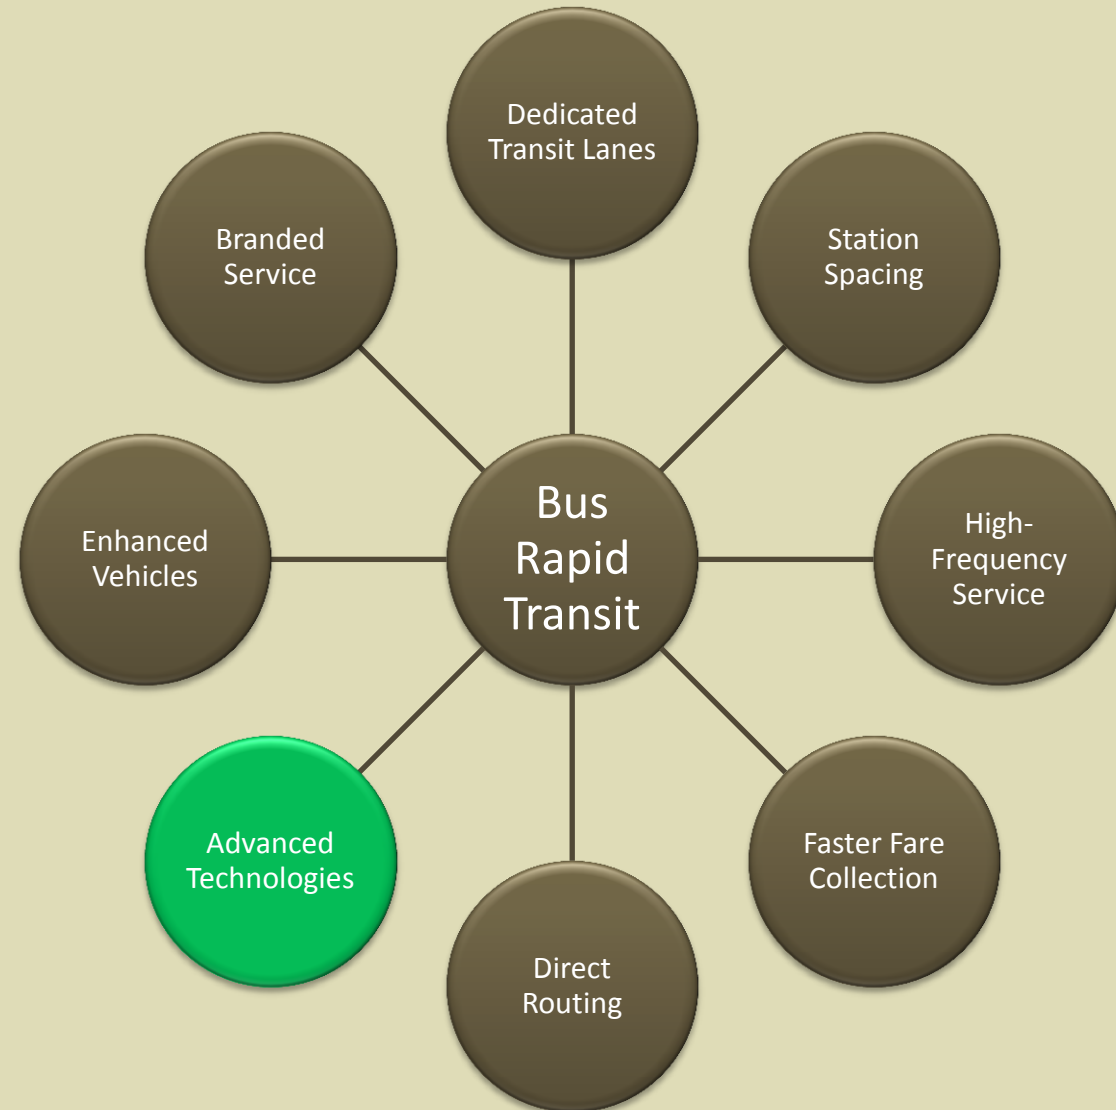 Dedicated
Transit Lanes
Branded
Service
Station
Spacing
Enhanced
Vehicles
Bus
Rapid
Transit
High-
Frequency
Service
Advanced
Technologies
Faster Fare
Collection
Direct
Routing